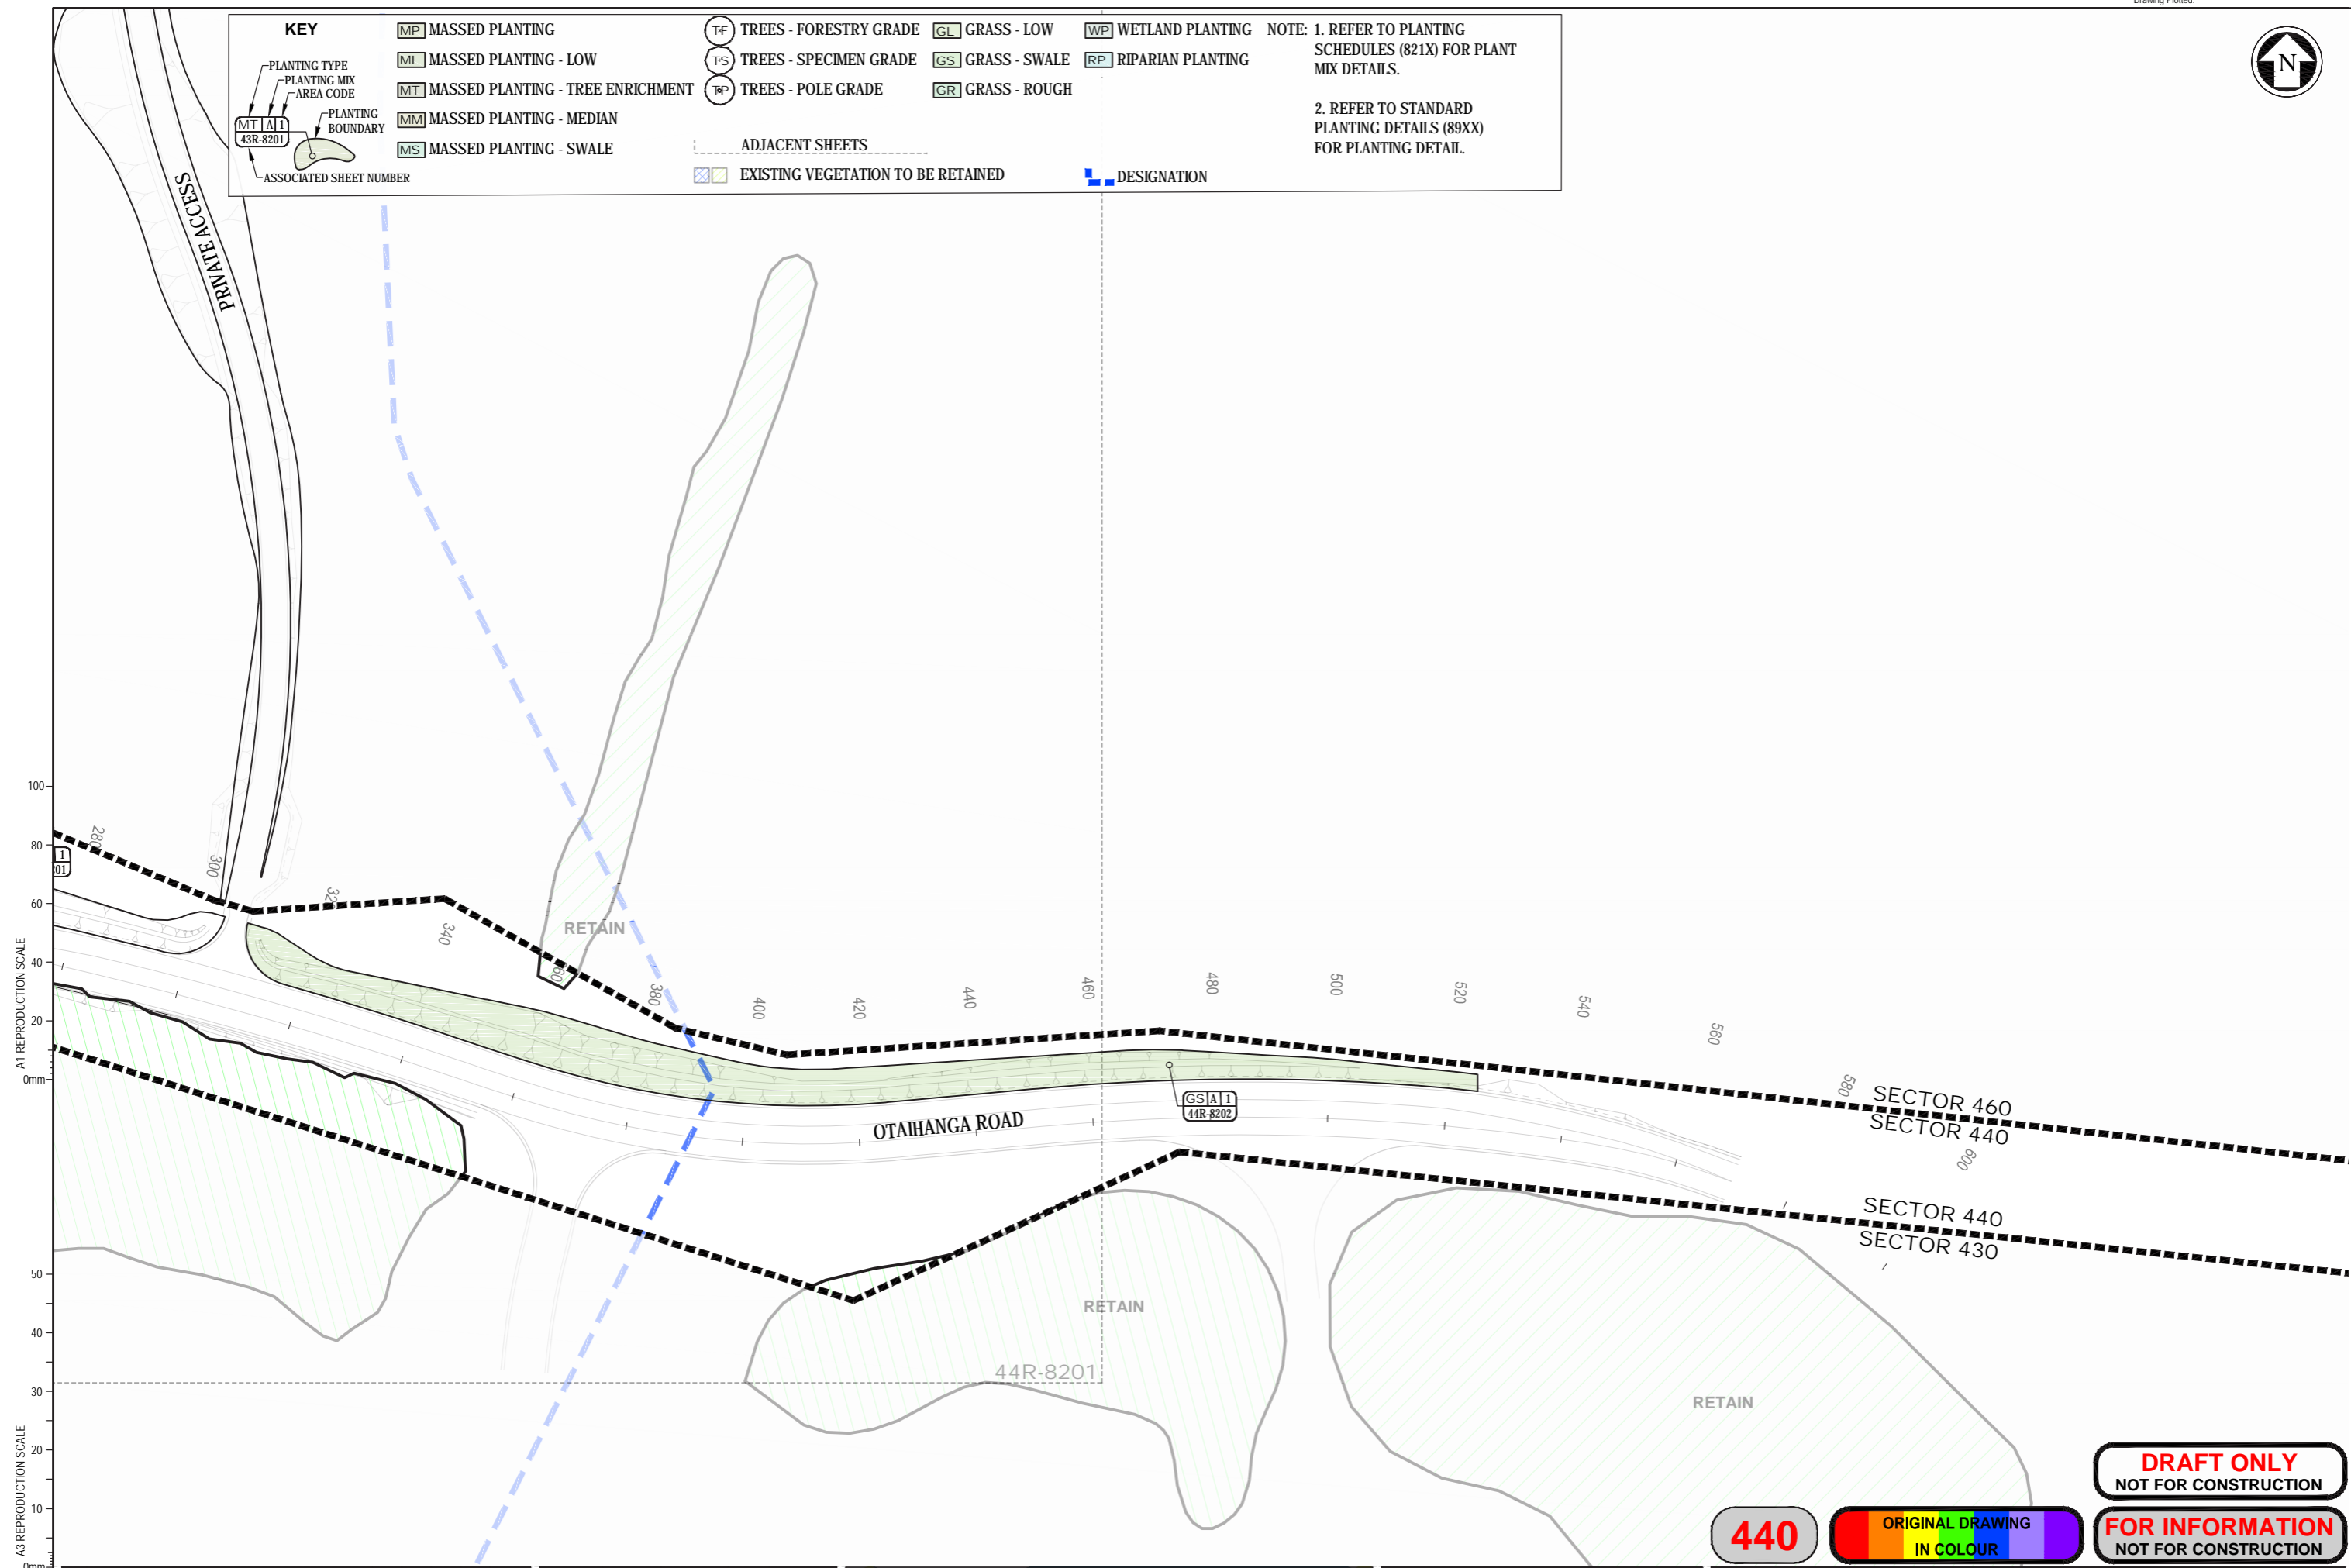 Drawing Plotted:
KEY
PLANTING TYPE
PLANTING MIX
AREA CODE
MT A 1
43R-8201
PLANTING
BOUNDARY
ASSOCIATED SHEET NUMBER
MP MASSED PLANTING
ML MASSED PLANTING - LOW
MT MASSED PLANTING - TREE ENRICHMENT
MM MASSED PLANTING - MEDIAN
MS MASSED PLANTING - SWALE
TF TREES - FORESTRY GRADE
TS TREES - SPECIMEN GRADE
TP TREES - POLE GRADE
ADJACENT SHEETS
EXISTING VEGETATION TO BE RETAINED
GL GRASS - LOW
GS GRASS - SWALE
GR GRASS - ROUGH
WP WETLAND PLANTING
RP RIPARIAN PLANTING
DESIGNATION
NOTE: 1. REFER TO PLANTING
SCHEDULES (821X) FOR PLANT
MIX DETAILS.
2. REFER TO STANDARD
PLANTING DETAILS (89XX)
FOR PLANTING DETAIL.
N
PRIVATE ACCESS
100
80
60
40
20
0mm
A1 REPRODUCTION SCALE
50
40
30
20
10
0mm
A3 REPRODUCTION SCALE
1
01
280
300
340
380
400
420
440
460
480
500
520
540
560
580
600
RETAIN
GS A 1
44R-8202
OTAIHANGA ROAD
SECTOR 460
SECTOR 440
SECTOR 440
SECTOR 430
RETAIN
44R-8201
RETAIN
DRAFT ONLY
NOT FOR CONSTRUCTION
440
ORIGINAL DRAWING
IN COLOUR
FOR INFORMATION
NOT FOR CONSTRUCTION